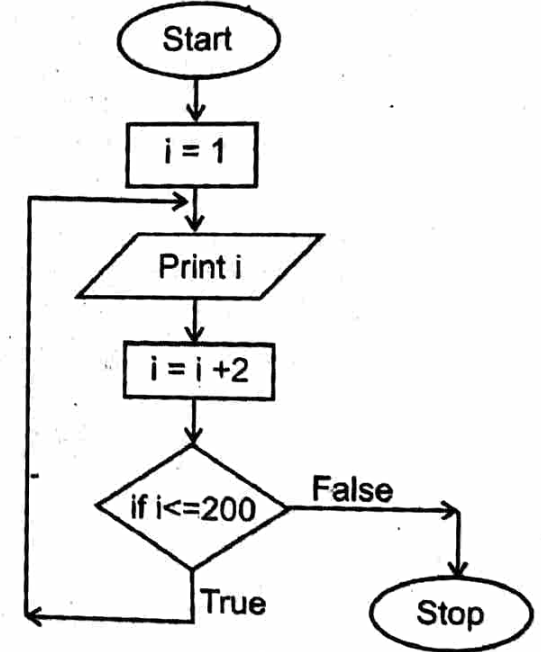 Start
i = 1
Print i
i = i +2
if i<=200
False
True
Stop